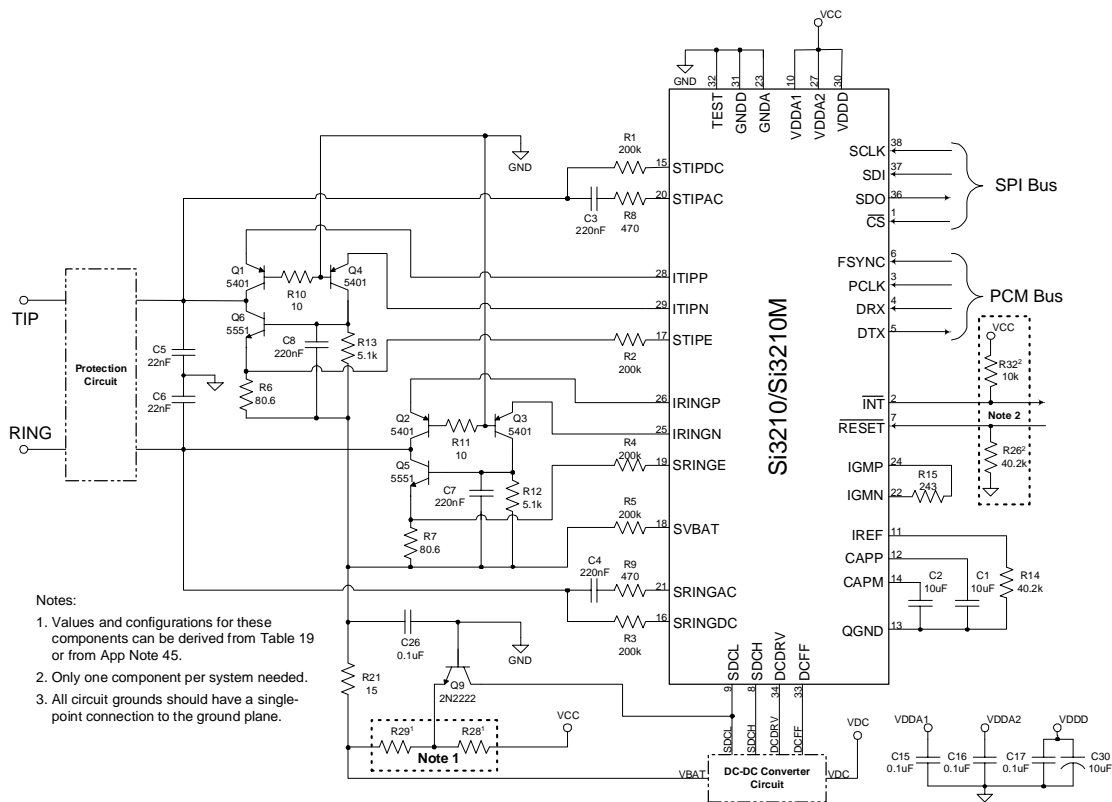 VCC
GND
32
31
23
10
27
30
TEST
GNDD
GNDA
VDDA1
VDDA2
VDDD
R1
200k
15
STIPDC
SCLK
38
SDI
37
SDO
36
CS
1
SPI Bus
GND
20
STIPAC
C3
220nF
R8
470
FSYNC
6
PCLK
3
DRX
4
DTX
5
PCM Bus
Q1
5401
R10
10
Q4
5401
28
ITIPP
29
ITIPN
TIP
Q6
5551
C8
220nF
R13
5.1k
17
STIPE
R2
200k
Si3210/Si3210M
VCC
R32²
10k
Protection
Circuit
C5
22nF
C6
22nF
R6
80.6
INT
2
Note 2
RESET
7
R26²
40.2k
26
IRINGP
25
IRINGN
Q2
5401
R11
10
Q3
5401
RING
R4
200k
19
SRINGE
Q5
5551
C7
220nF
R12
5.1k
IGMP
24
IGMN
22
R15
243
R5
200k
18
SVBAT
R7
80.6
IREF
11
CAPP
12
CAPM
14
C2
10uF
C1
10uF
R14
40.2k
QGND
13
C4
220nF
R9
470
21
SRINGAC
16
SRINGDC
R3
200k
Notes:
1. Values and configurations for these
components can be derived from Table 19
or from App Note 45.
2. Only one component per system needed.
3. All circuit grounds should have a single-
point connection to the ground plane.
C26
0.1uF
GND
R21
15
Q9
2N2222
SDCL
SDCH
DCDRV
DCFF
9
8
34
33
R29¹
R28¹
VCC
Note 1
SDCL
SDCH
DCDRV
DCFF
VDC
VBAT
DC-DC Converter
Circuit
VDC
VDDA1
VDDA2
VDDD
C15
0.1uF
C16
0.1uF
C17
0.1uF
C30
10uF